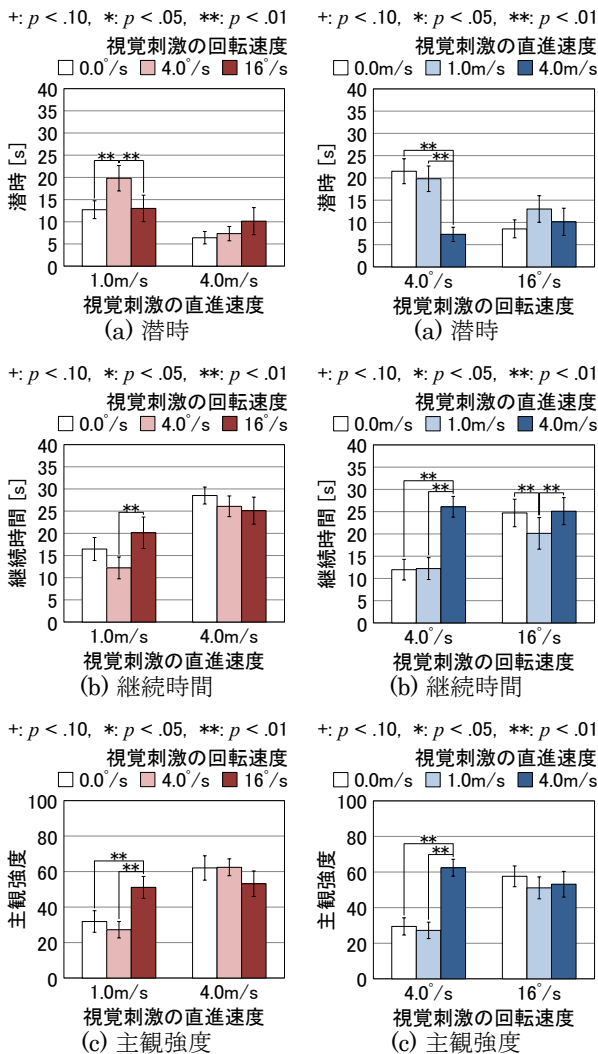 +: p < .10, *: p < .05, **: p < .01
視覚刺激の回転速度
0.0°/s 4.0°/s 16°/s
潜時 [s]
40
35
30
25
20
15
10
5
0
** **
1.0m/s 4.0m/s
視覚刺激の直進速度
(a) 潜時
+: p < .10, *: p < .05, **: p < .01
視覚刺激の直進速度
0.0m/s 1.0m/s 4.0m/s
潜時 [s]
40
35
30
25
20
15
10
5
0
**
**
4.0°/s 16°/s
視覚刺激の回転速度
(a) 潜時
+: p < .10, *: p < .05, **: p < .01
視覚刺激の回転速度
0.0°/s 4.0°/s 16°/s
継続時間 [s]
40
35
30
25
20
15
10
5
0
**
1.0m/s 4.0m/s
視覚刺激の直進速度
(b) 継続時間
+: p < .10, *: p < .05, **: p < .01
視覚刺激の直進速度
0.0m/s 1.0m/s 4.0m/s
継続時間 [s]
40
35
30
25
20
15
10
5
0
**
**
** **
4.0°/s 16°/s
視覚刺激の回転速度
(b) 継続時間
+: p < .10, *: p < .05, **: p < .01
視覚刺激の回転速度
0.0°/s 4.0°/s 16°/s
主観強度
100
80
60
40
20
0
**
**
1.0m/s 4.0m/s
視覚刺激の直進速度
(c) 主観強度
+: p < .10, *: p < .05, **: p < .01
視覚刺激の直進速度
0.0m/s 1.0m/s 4.0m/s
主観強度
100
80
60
40
20
0
**
**
4.0°/s 16°/s
視覚刺激の回転速度
(c) 主観強度